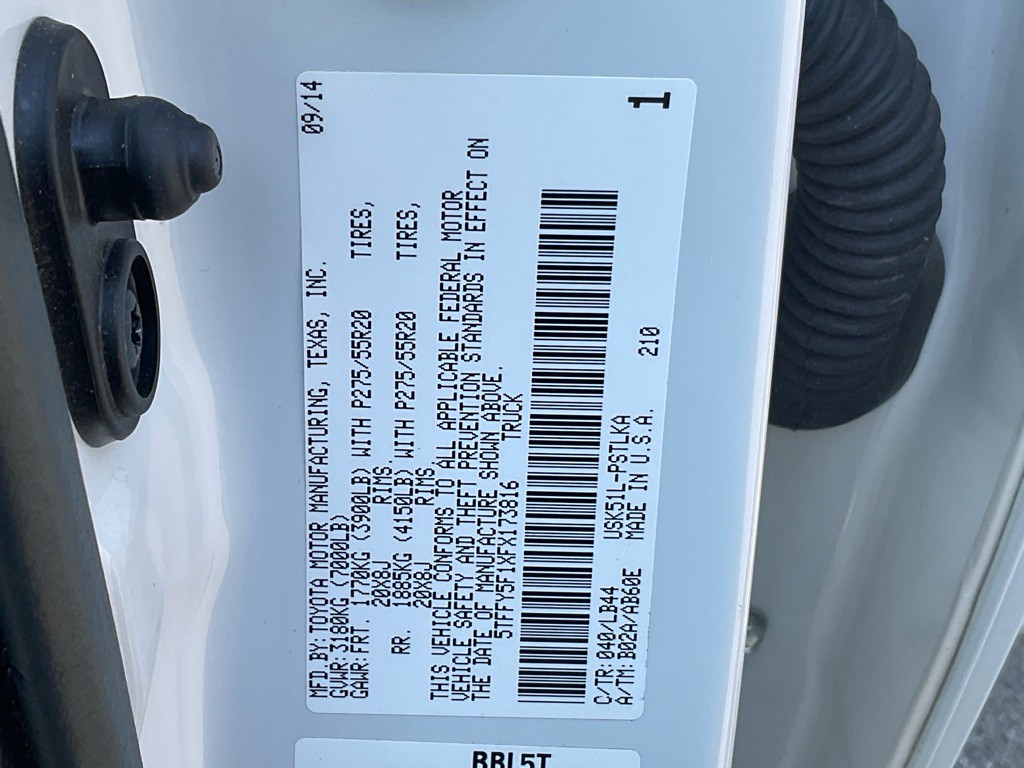 09/14
MFD.BY:TOYOTA MOTOR MANUFACTURING, TEXAS, INC.
GVWR:3180KG (7000LB)
GAWR:FRT. 1770KG (3900LB) WITH P275/55R20 TIRES,
20X8J RIMS.
RR. 1885KG (4150LB) WITH P275/55R20 TIRES,
20X8J RIMS.
THIS VEHICLE CONFORMS TO ALL APPLICABLE FEDERAL MOTOR
VEHICLE SAFETY AND THEFT PREVENTION STANDARDS IN EFFECT ON
THE DATE OF MANUFACTURE SHOWN ABOVE.
5TFFY5F1XFX173816 TRUCK
C/TR:040/LB44 USK51L-PSTLKA 210
A/TM:B02A/AB60E MADE IN U.S.A.
1
BBL5T